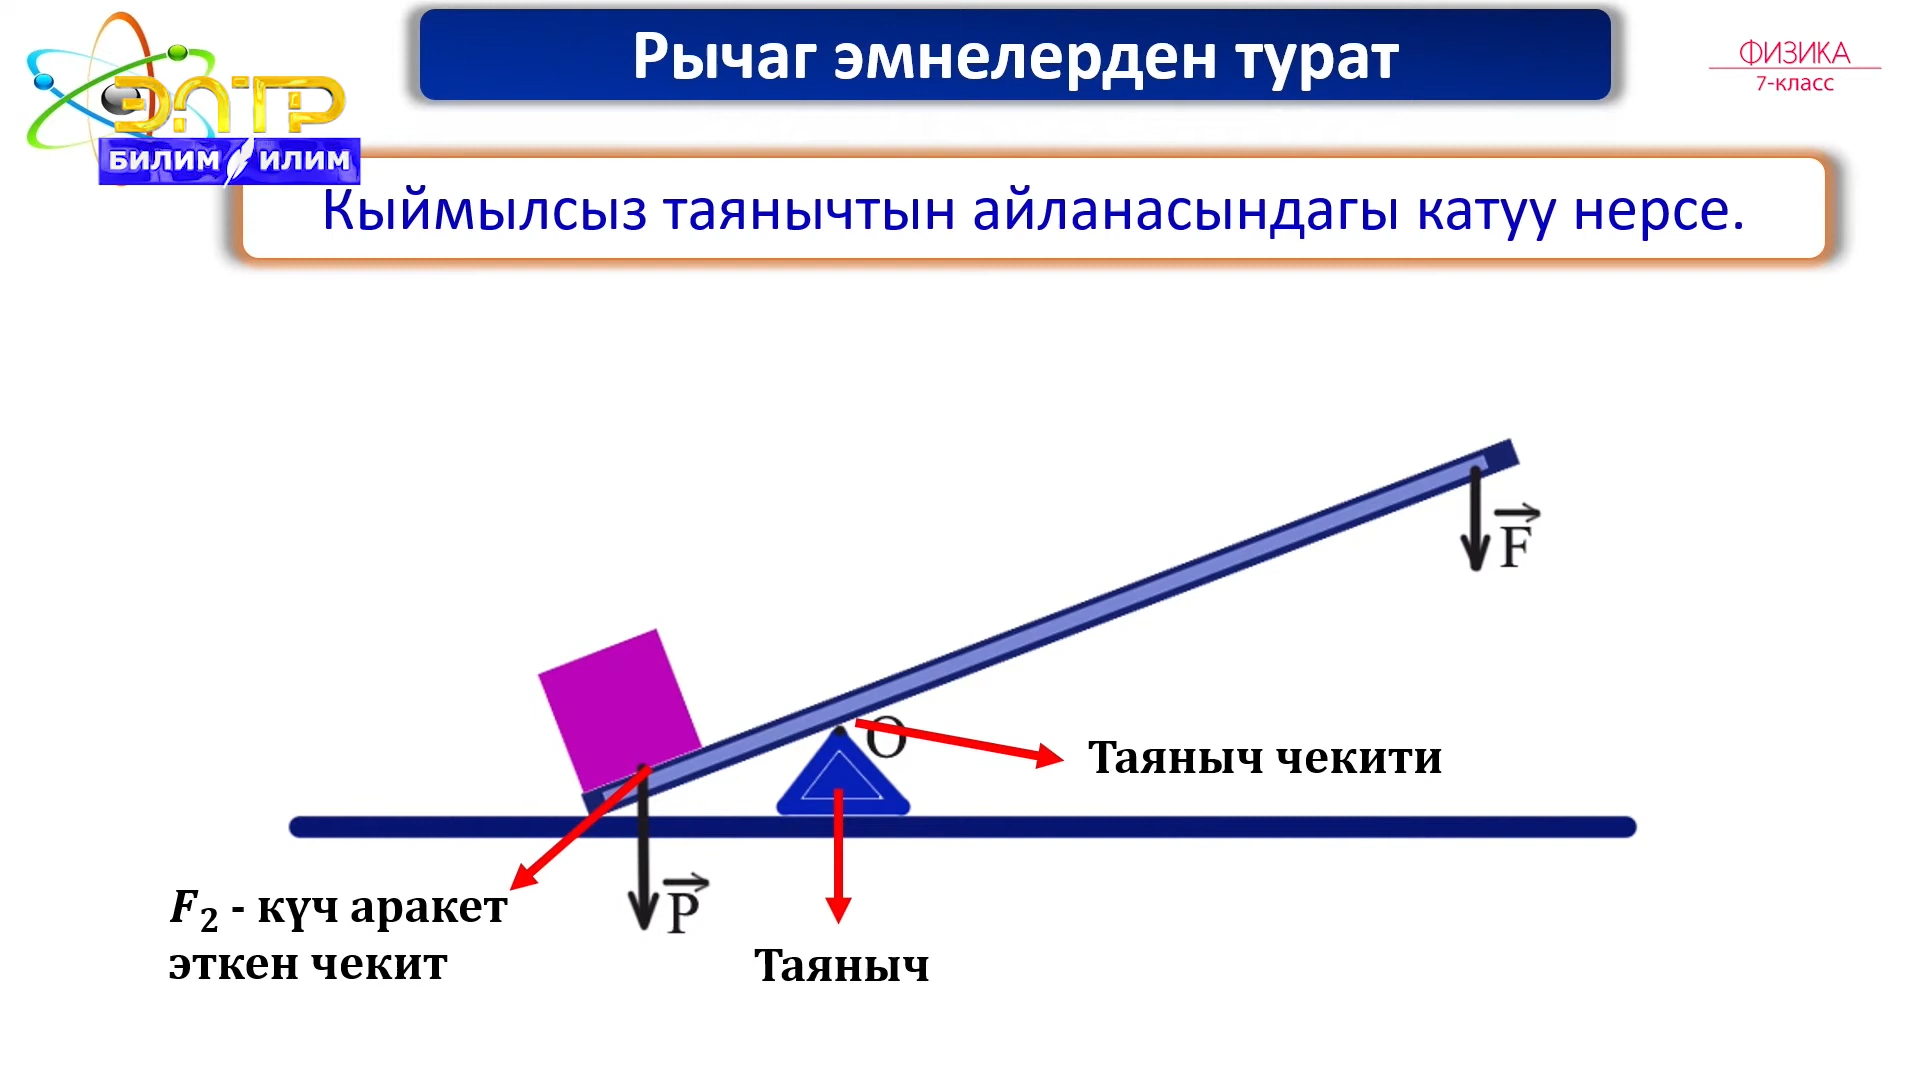 Рычаг эмнелерден турат
ФИЗИКА
7-класс
ЭЛТР
БИЛИМ ИЛИМ
Кыймылсыз таянычтын айланасындагы катуу нерсе.
F
O
Таяныч чекити
P
F₂ - күч аракет
эткен чекит
Таяныч